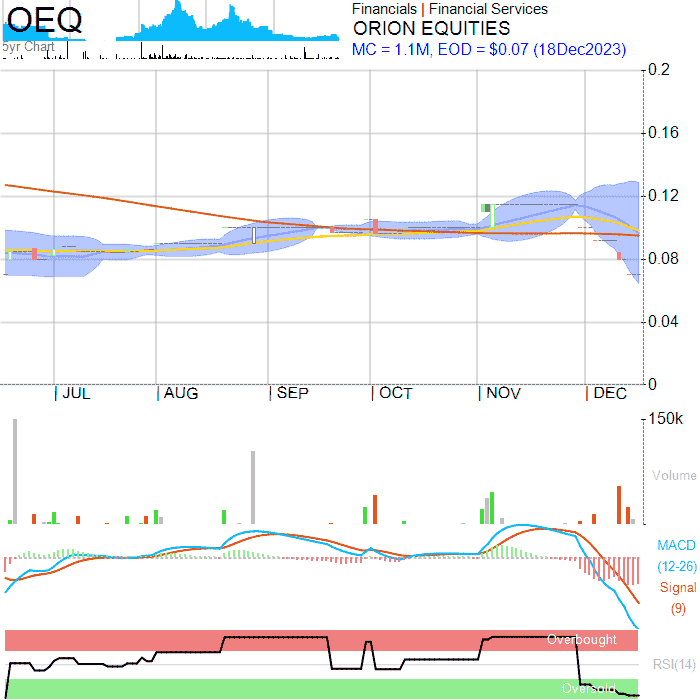 OEQ
5yr Chart
Financials | Financial Services
ORION EQUITIES
MC = 1.1M, EOD = $0.07 (18Dec2023)
0.2
0.16
0.12
0.08
0.04
0
JUL AUG SEP OCT NOV DEC
150k
Volume
MACD
(12-26)
Signal
(9)
Overbought
RSI(14)
Oversold